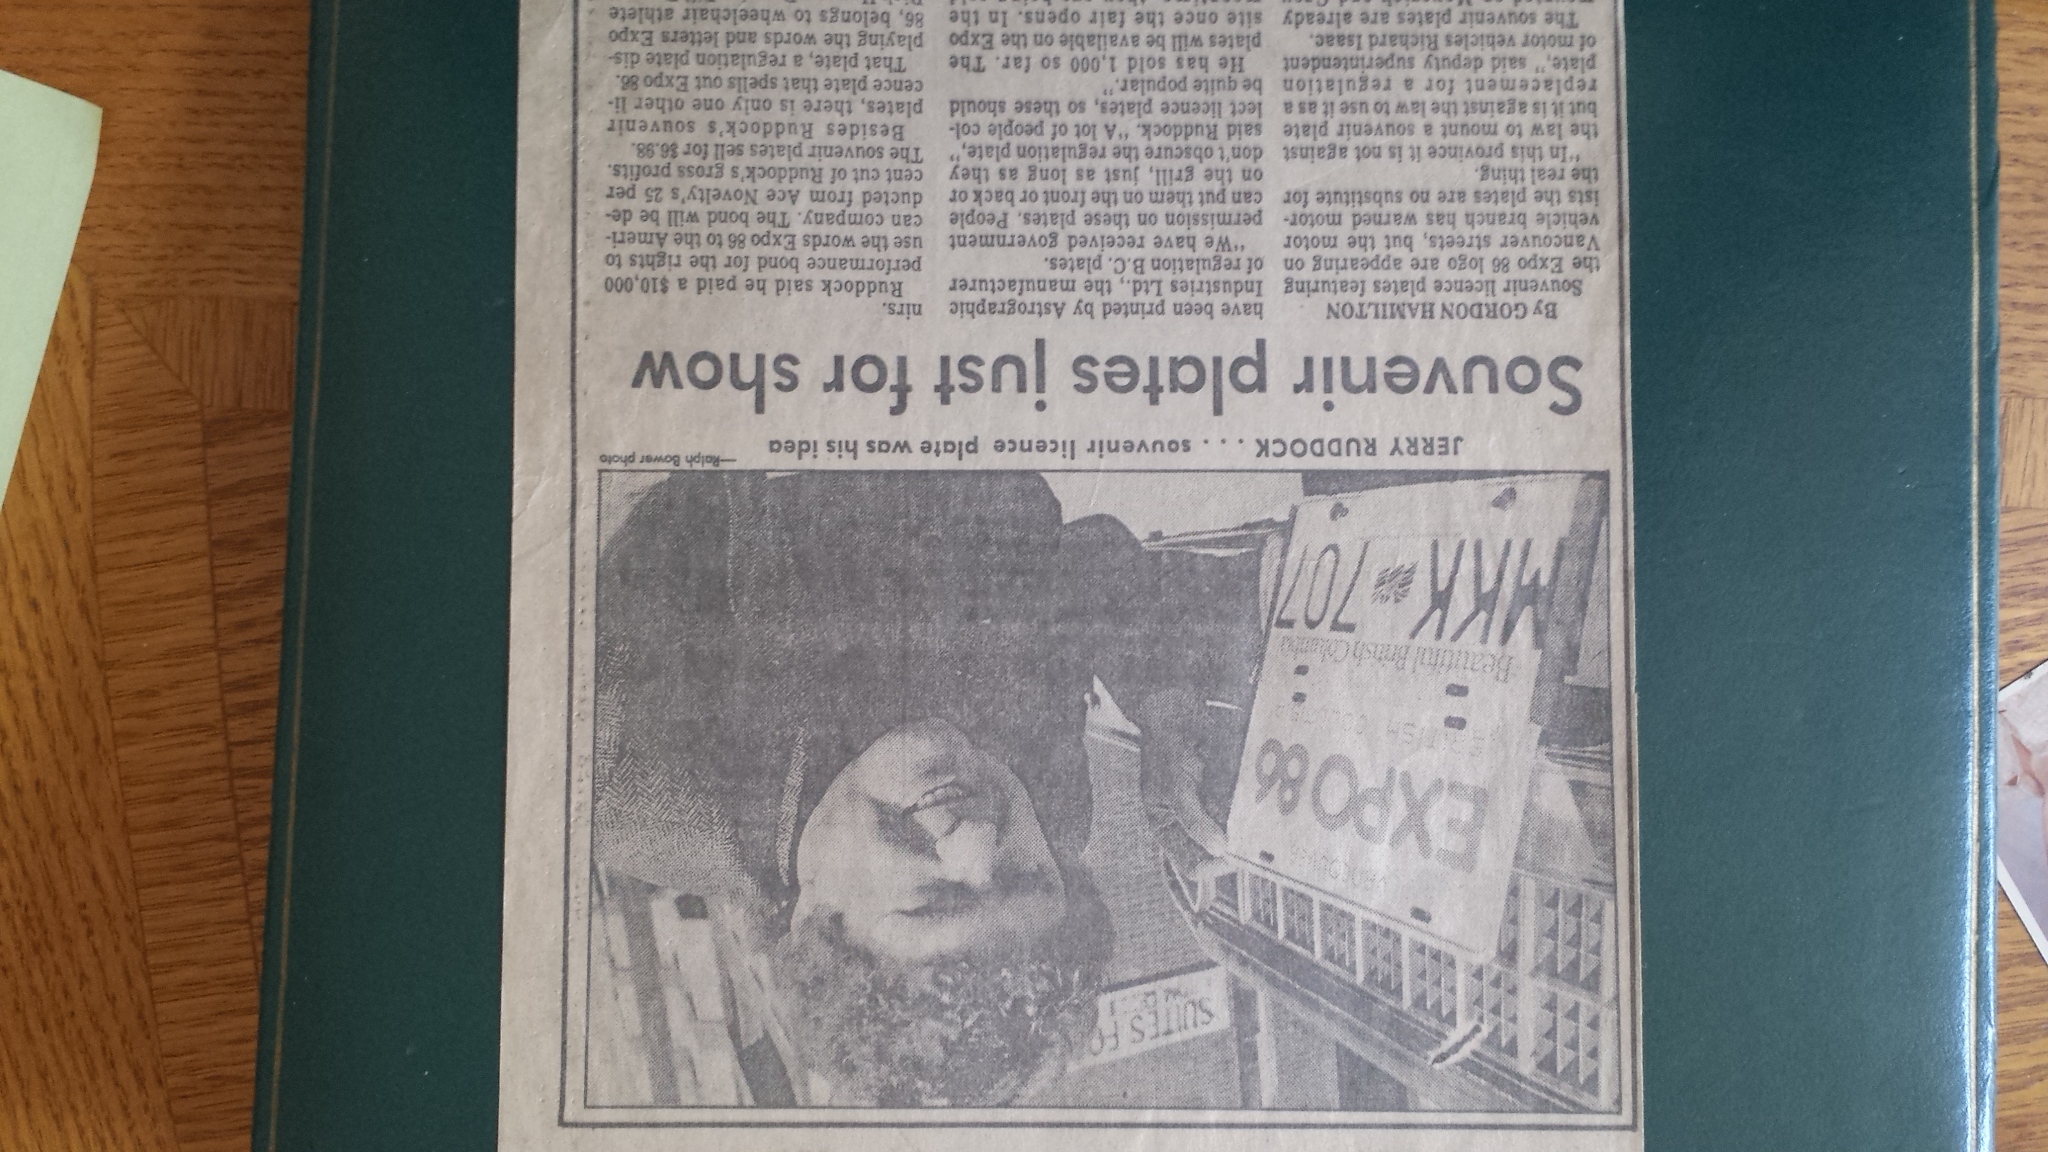 SUITES FO
VANCOUVER
EXPO 86
BRITISH COLUMBIA
Beautiful British Columbia
MKK 707
—Ralph Bower photo
JERRY RUDDOCK . . . souvenir licence plate was his idea
Souvenir plates just for show
By GORDON HAMILTON
Souvenir licence plates featuring
the Expo 86 logo are appearing on
Vancouver streets, but the motor
vehicle branch has warned motor-
ists the plates are no substitute for
the real thing.
"In this province it is not against
the law to mount a souvenir plate
but it is against the law to use it as a
replacement for a regulation
plate," said deputy superintendent
of motor vehicles Richard Isaac.
The souvenir plates are already
have been printed by Astrographic
Industries Ltd., the manufacturer
of regulation B.C. plates.
"We have received government
permission on these plates. People
can put them on the front or back or
on the grill, just as long as they
don't obscure the regulation plate,"
said Ruddock. "A lot of people col-
lect licence plates, so these should
be quite popular."
He has sold 1,000 so far. The
plates will be available on the Expo
site once the fair opens. In the
nirs.
Ruddock said he paid a $10,000
performance bond for the rights to
use the words Expo 86 to the Ameri-
can company. The bond will be de-
ducted from Ace Novelty's 25 per
cent cut of Ruddock's gross profits.
The souvenir plates sell for $6.98.
Besides Ruddock's souvenir
plates, there is only one other li-
cence plate that spells out Expo 86.
That plate, a regulation plate dis-
playing the words and letters Expo
86, belongs to wheelchair athlete